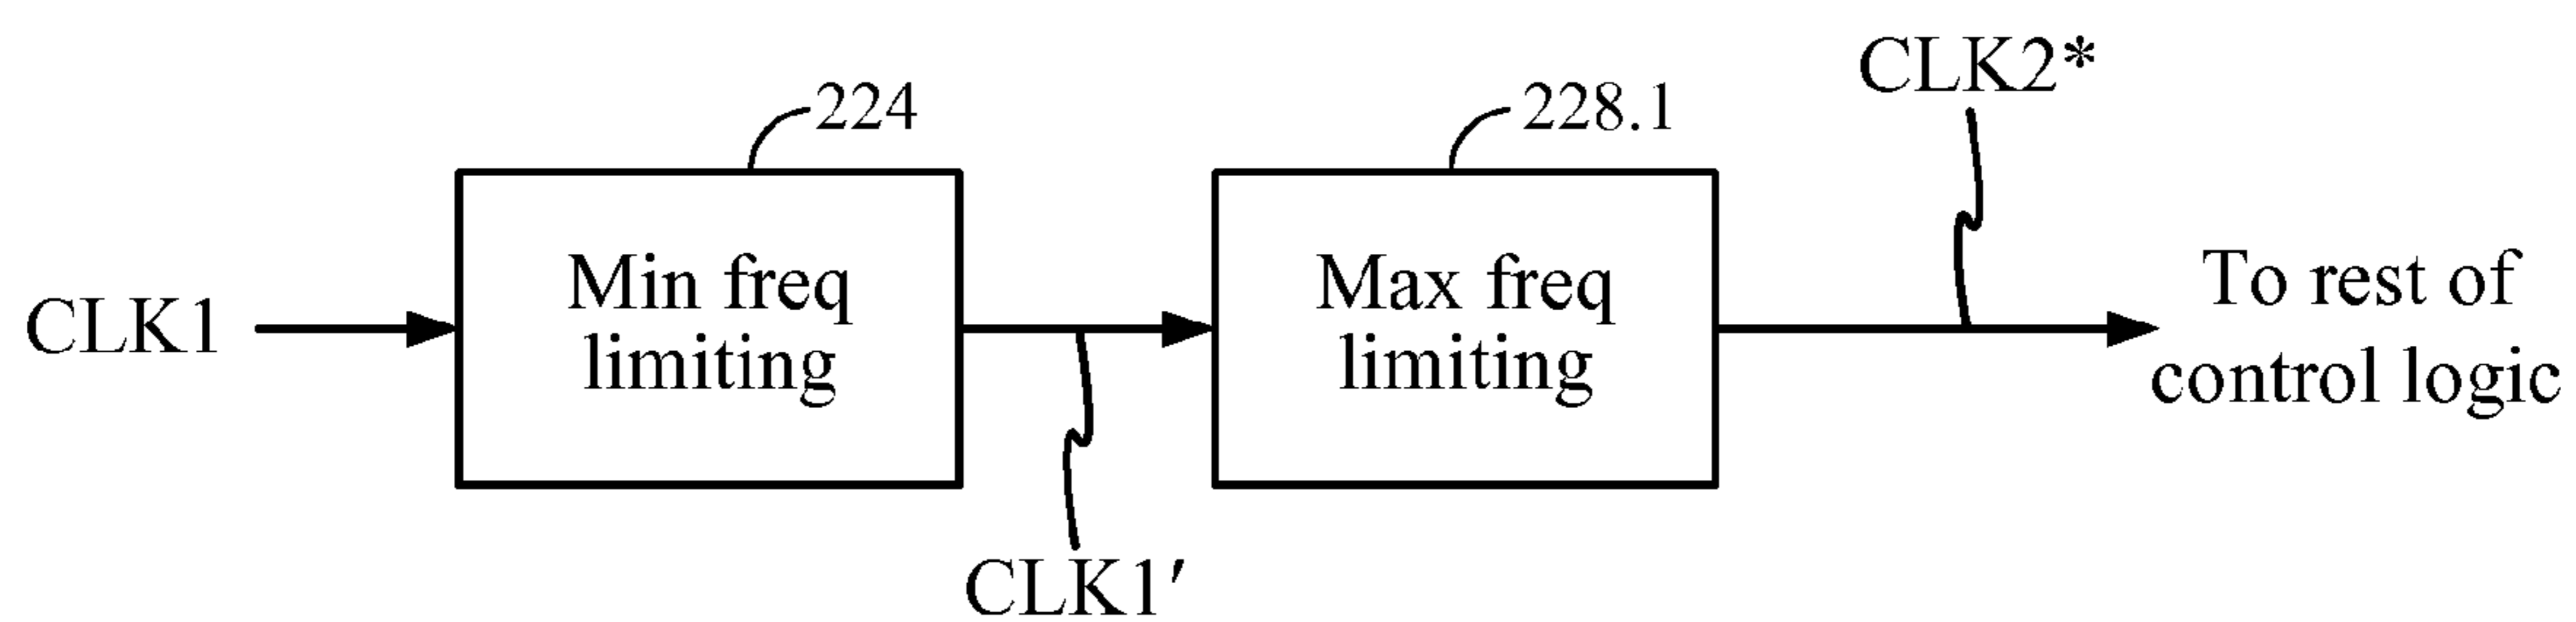 CLK2*
224
228.1
CLK1
Min freq
limiting
Max freq
limiting
To rest of
control logic
CLK1′